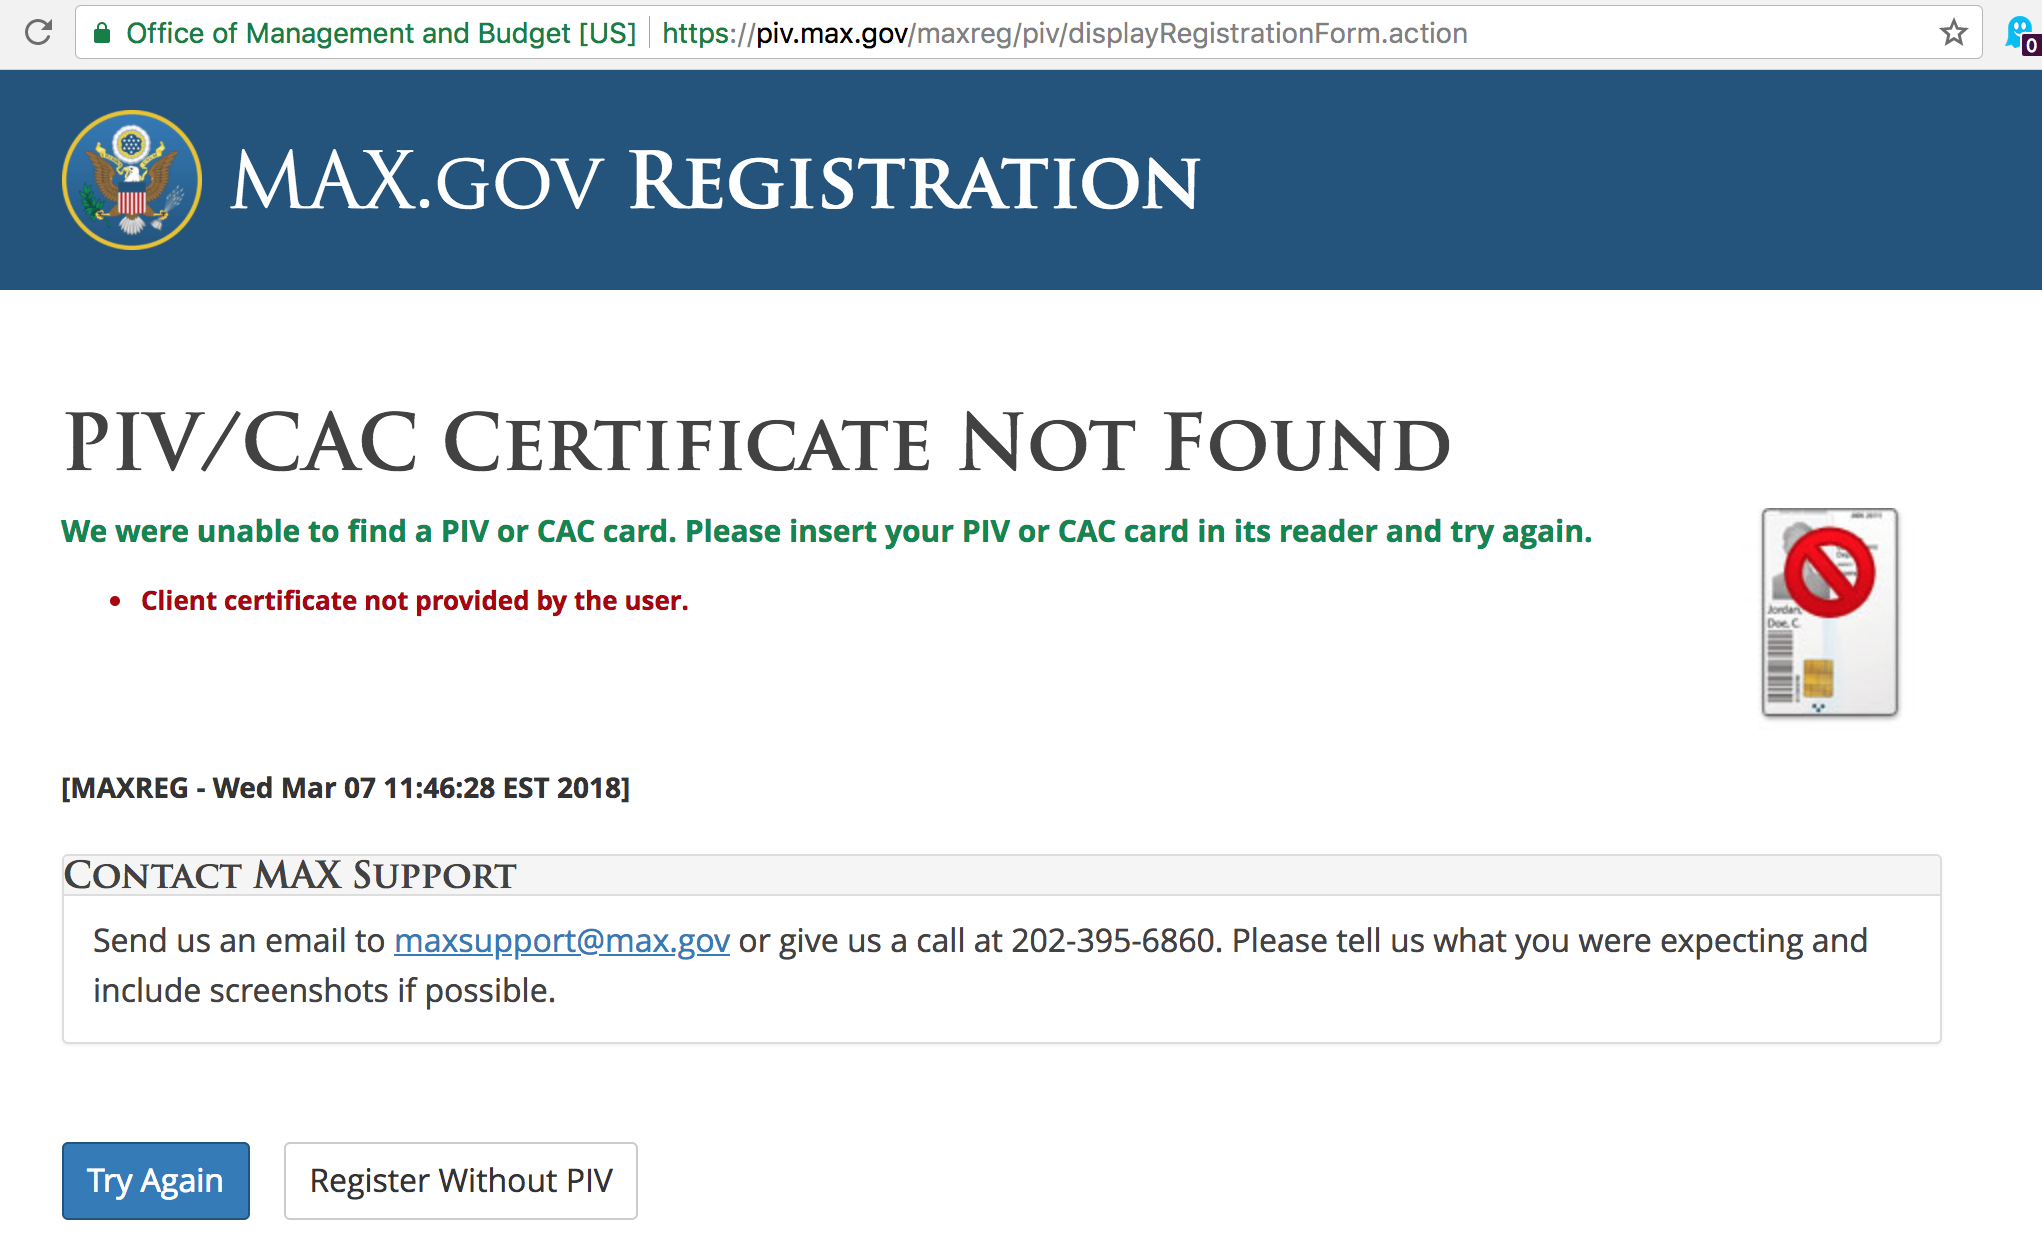 Office of Management and Budget [US] https://piv.max.gov/maxreg/piv/displayRegistrationForm.action
0
MAX.GOV REGISTRATION
PIV/CAC CERTIFICATE NOT FOUND
We were unable to find a PIV or CAC card. Please insert your PIV or CAC card in its reader and try again.
Client certificate not provided by the user.
Jordan,
Doe, C.
[MAXREG - Wed Mar 07 11:46:28 EST 2018]
CONTACT MAX SUPPORT
Send us an email to maxsupport@max.gov or give us a call at 202-395-6860. Please tell us what you were expecting and
include screenshots if possible.
Try Again
Register Without PIV